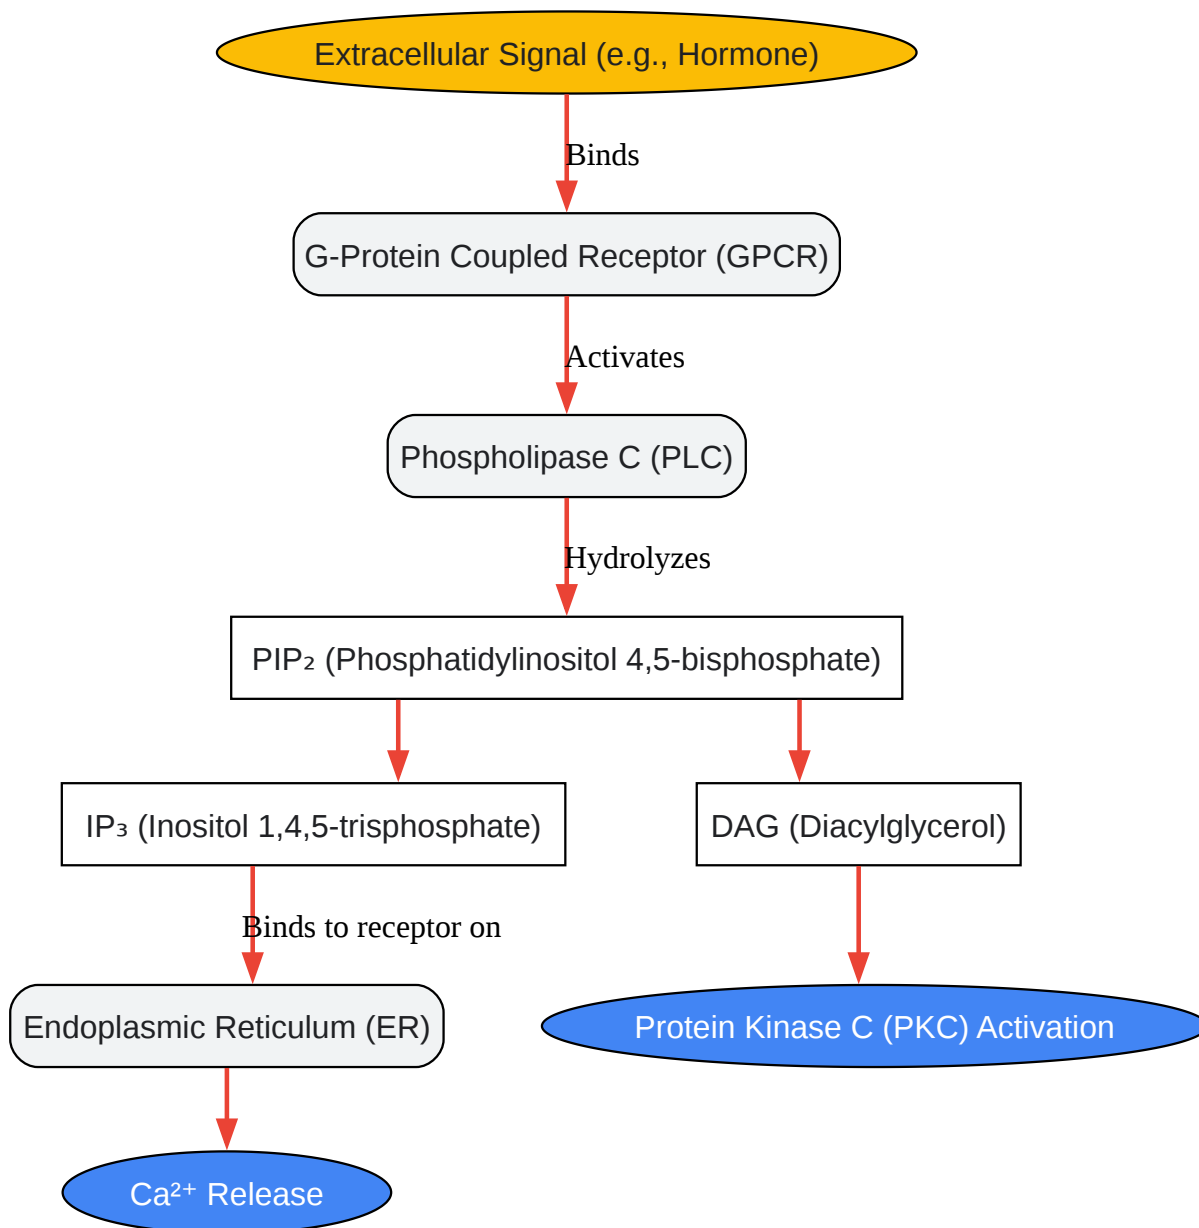 Extracellular Signal (e.g., Hormone)
Binds
G-Protein Coupled Receptor (GPCR)
Activates
Phospholipase C (PLC)
Hydrolyzes
PIP₂ (Phosphatidylinositol 4,5-bisphosphate)
IP₃ (Inositol 1,4,5-trisphosphate)
DAG (Diacylglycerol)
Binds to receptor on
Endoplasmic Reticulum (ER)
Protein Kinase C (PKC) Activation
Ca²⁺ Release